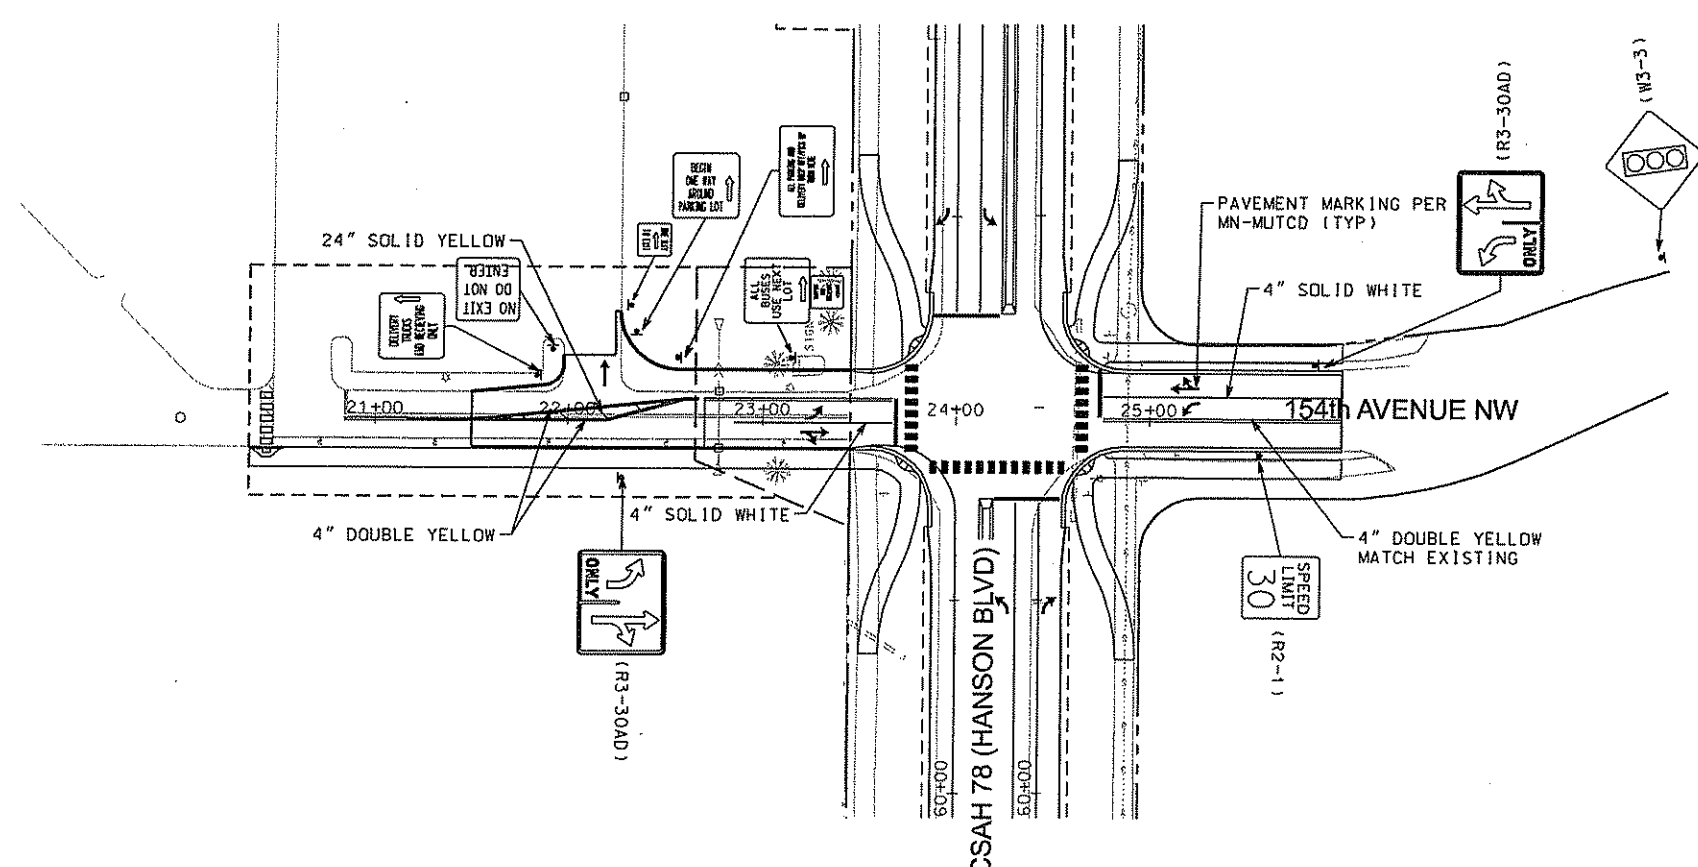 (W3-3)
(R3-30AD)
ONLY
PAVEMENT MARKING PER
MN-MUTCD (TYP)
4" SOLID WHITE
BEGIN
ONE WAY
AROUND
PARKING LOT
24" SOLID YELLOW
NO EXIT
DO NOT
ENTER
DELIVERY
TRUCKS
AND RECEIVING
ONLY
ALL
BUSES
USE NEXT
LOT
SIGN
21+00
22+00
23+00
24+00
25+00
154th AVENUE NW
4" DOUBLE YELLOW
4" SOLID WHITE
4" DOUBLE YELLOW
MATCH EXISTING
ONLY
(R3-30AD)
SPEED
LIMIT
30
(R2-1)
60+00
60+00
CSAH 78 (HANSON BLVD)